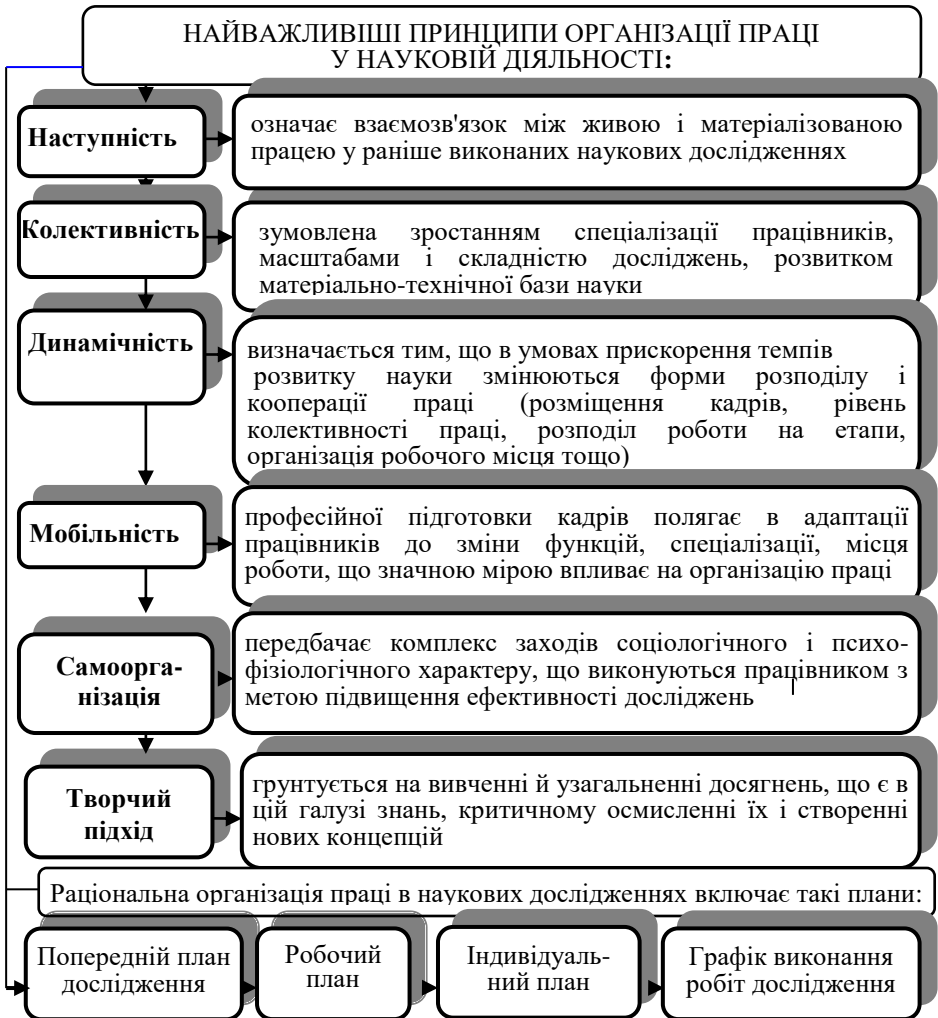 НАЙВАЖЛИВІШІ ПРИНЦИПИ ОРГАНІЗАЦІЇ ПРАЦІ
У НАУКОВІЙ ДІЯЛЬНОСТІ:
Наступність
означає взаємозв'язок між живою і матеріалізованою
працею у раніше виконаних наукових дослідженнях
Колективність
зумовлена зростанням спеціалізації працівників,
масштабами і складністю досліджень, розвитком
матеріально-технічної бази науки
Динамічність
визначається тим, що в умовах прискорення темпів
розвитку науки змінюються форми розподілу і
кооперації праці (розміщення кадрів, рівень
колективності праці, розподіл роботи на етапи,
організація робочого місця тощо)
Мобільність
професійної підготовки кадрів полягає в адаптації
працівників до зміни функцій, спеціалізації, місця
роботи, що значною мірою впливає на організацію праці
Самоорга-
нізація
передбачає комплекс заходів соціологічного і психо-
фізіологічного характеру, що виконуються працівником з
метою підвищення ефективності досліджень
Творчий
підхід
грунтується на вивченні й узагальненні досягнень, що є в
цій галузі знань, критичному осмисленні їх і створенні
нових концепцій
Раціональна організація праці в наукових дослідженнях включає такі плани:
Попередній план
дослідження
Робочий
план
Індивідуаль-
ний план
Графік виконання
робіт дослідження